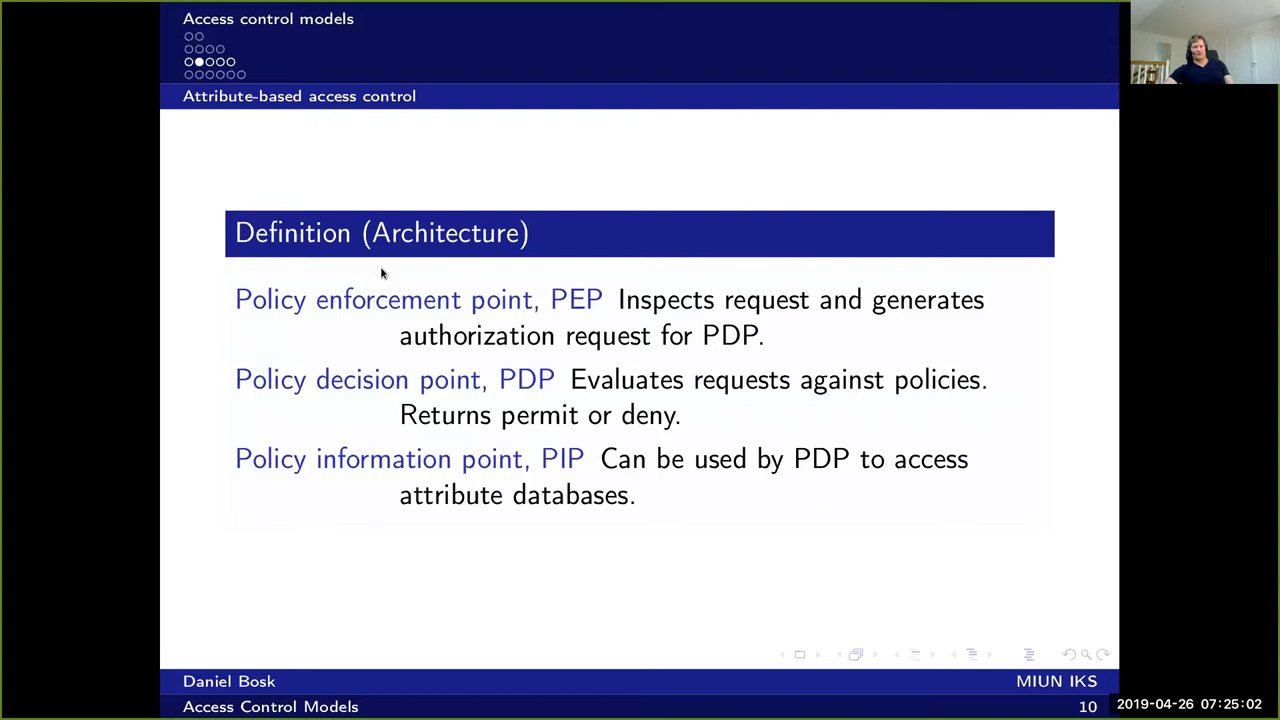 Access control models
Attribute-based access control
Definition (Architecture)
Policy enforcement point, PEP Inspects request and generates
authorization request for PDP.
Policy decision point, PDP Evaluates requests against policies.
Returns permit or deny.
Policy information point, PIP Can be used by PDP to access
attribute databases.
Daniel Bosk
MIUN IKS
Access Control Models
10
2019-04-26 07:25:02